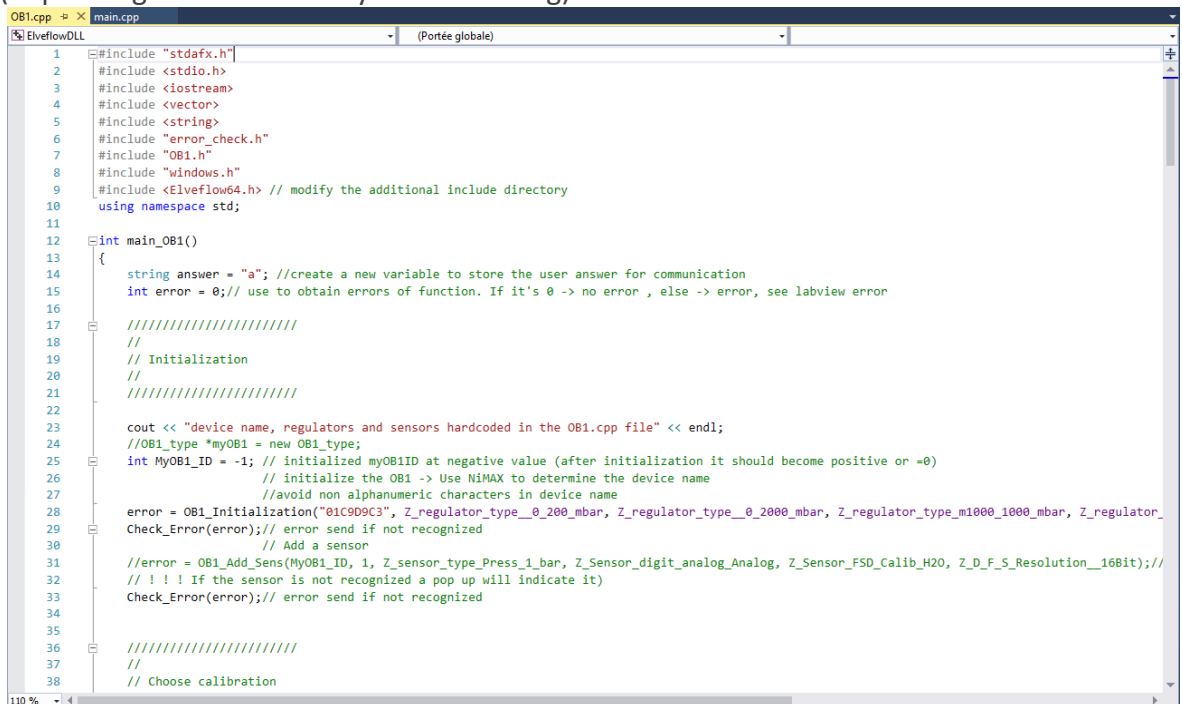 OB1.cpp main.cpp
ElveflowDLL (Portée globale)
1 #include "stdafx.h"
2 #include <stdio.h>
3 #include <iostream>
4 #include <vector>
5 #include <string>
6 #include "error_check.h"
7 #include "OB1.h"
8 #include "windows.h"
9 #include <Elveflow64.h> // modify the additional include directory
10 using namespace std;
11
12 int main_OB1()
13 {
14 string answer = "a"; //create a new variable to store the user answer for communication
15 int error = 0;// use to obtain errors of function. If it's 0 -> no error , else -> error, see labview error
16
17 ////////////////////////
18 //
19 // Initialization
20 //
21 ////////////////////////
22
23 cout << "device name, regulators and sensors hardcoded in the OB1.cpp file" << endl;
24 //OB1_type *myOB1 = new OB1_type;
25 int MyOB1_ID = -1; // initialized myOB1ID at negative value (after initialization it should become positive or =0)
26 // initialize the OB1 -> Use NiMAX to determine the device name
27 //avoid non alphanumeric characters in device name
28 error = OB1_Initialization("01C9D9C3", Z_regulator_type__0_200_mbar, Z_regulator_type__0_2000_mbar, Z_regulator_type_m1000_1000_mbar, Z_regulator_
29 Check_Error(error);// error send if not recognized
30 // Add a sensor
31 //error = OB1_Add_Sens(MyOB1_ID, 1, Z_sensor_type_Press_1_bar, Z_Sensor_digit_analog_Analog, Z_Sensor_FSD_Calib_H2O, Z_D_F_S_Resolution__16Bit);//
32 // ! ! ! If the sensor is not recognized a pop up will indicate it)
33 Check_Error(error);// error send if not recognized
34
35
36 ////////////////////////
37 //
38 // Choose calibration
110 %